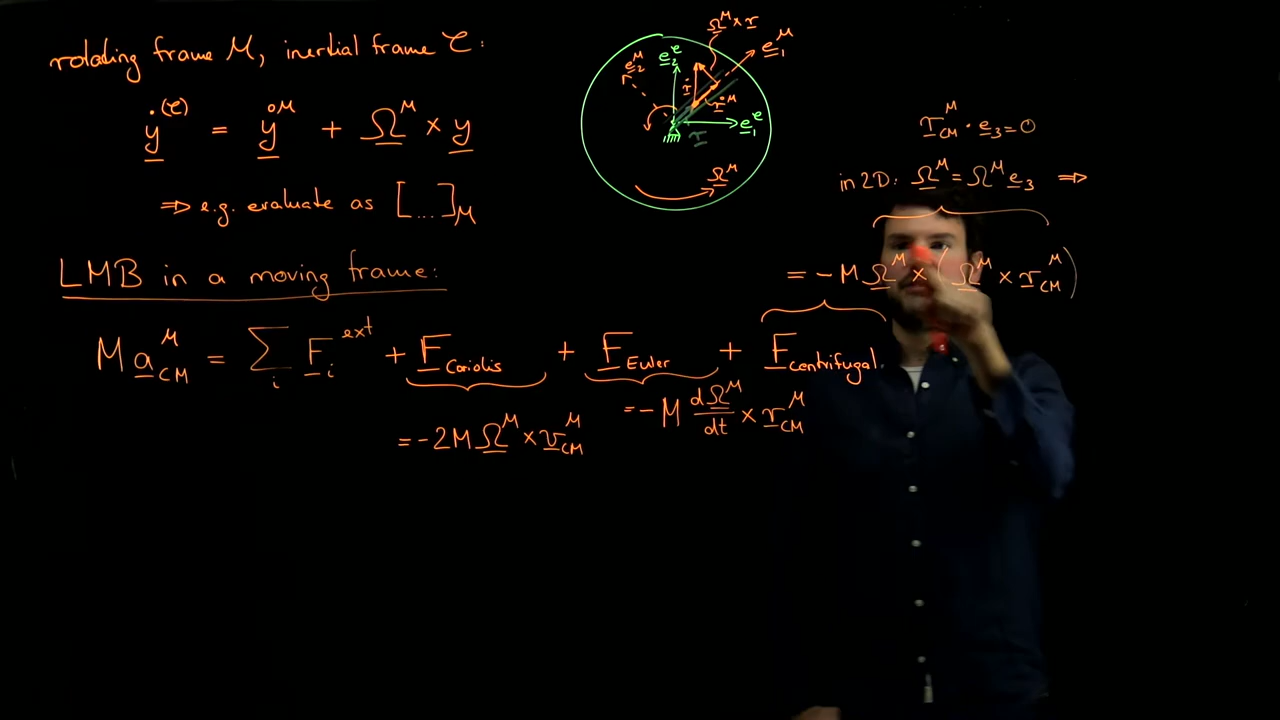 rotating frame M, inertial frame C:
ẏ^(C) = ẙ^M + Ω^M × y
⇒ e.g. evaluate as [...]_M
e_2^M
e_2^C
Ω^M × r
e_1^M
ṙ
r̊^M
e_1^C
r
Ω^M
r_CM^M · e_3 = 0
in 2D: Ω^M = Ω^M e_3 ⇒
= - M Ω^M × (Ω^M × r_CM^M)
LMB in a moving frame:
M a_CM^M = Σ_i F_i^ext + F_Coriolis + F_Euler + F_centrifugal.
= - M dΩ^M/dt × r_CM^M
= - 2 M Ω^M × v_CM^M